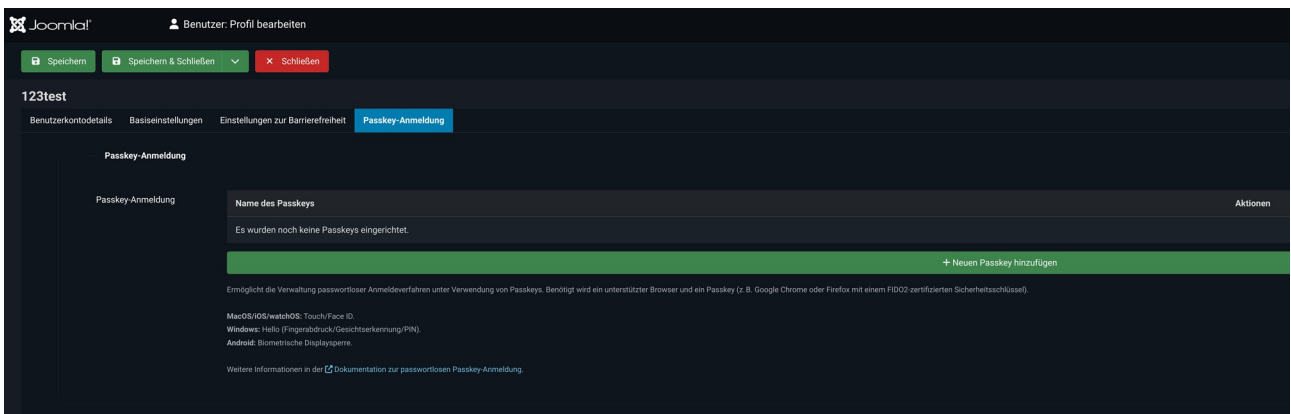 Joomla!® Benutzer: Profil bearbeiten
Speichern Speichern & Schließen Schließen
123test
Benutzerkontodetails Basiseinstellungen Einstellungen zur Barrierefreiheit Passkey-Anmeldung
Passkey-Anmeldung
Passkey-Anmeldung Name des Passkeys Aktionen
Es wurden noch keine Passkeys eingerichtet.
+ Neuen Passkey hinzufügen
Ermöglicht die Verwaltung passwortloser Anmeldeverfahren unter Verwendung von Passkeys. Benötigt wird ein unterstützter Browser und ein Passkey (z. B. Google Chrome oder Firefox mit einem FIDO2-zertifizierten Sicherheitsschlüssel).
MacOS/iOS/watchOS: Touch/Face ID.
Windows: Hello (Fingerabdruck/Gesichtserkennung/PIN).
Android: Biometrische Displaysperre.
Weitere Informationen in der Dokumentation zur passwortlosen Passkey-Anmeldung.